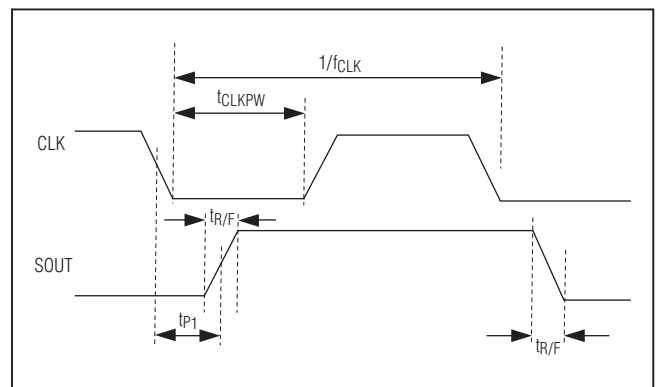 1/fCLK
tCLKPW
CLK
tR/F
SOUT
tP1
tR/F